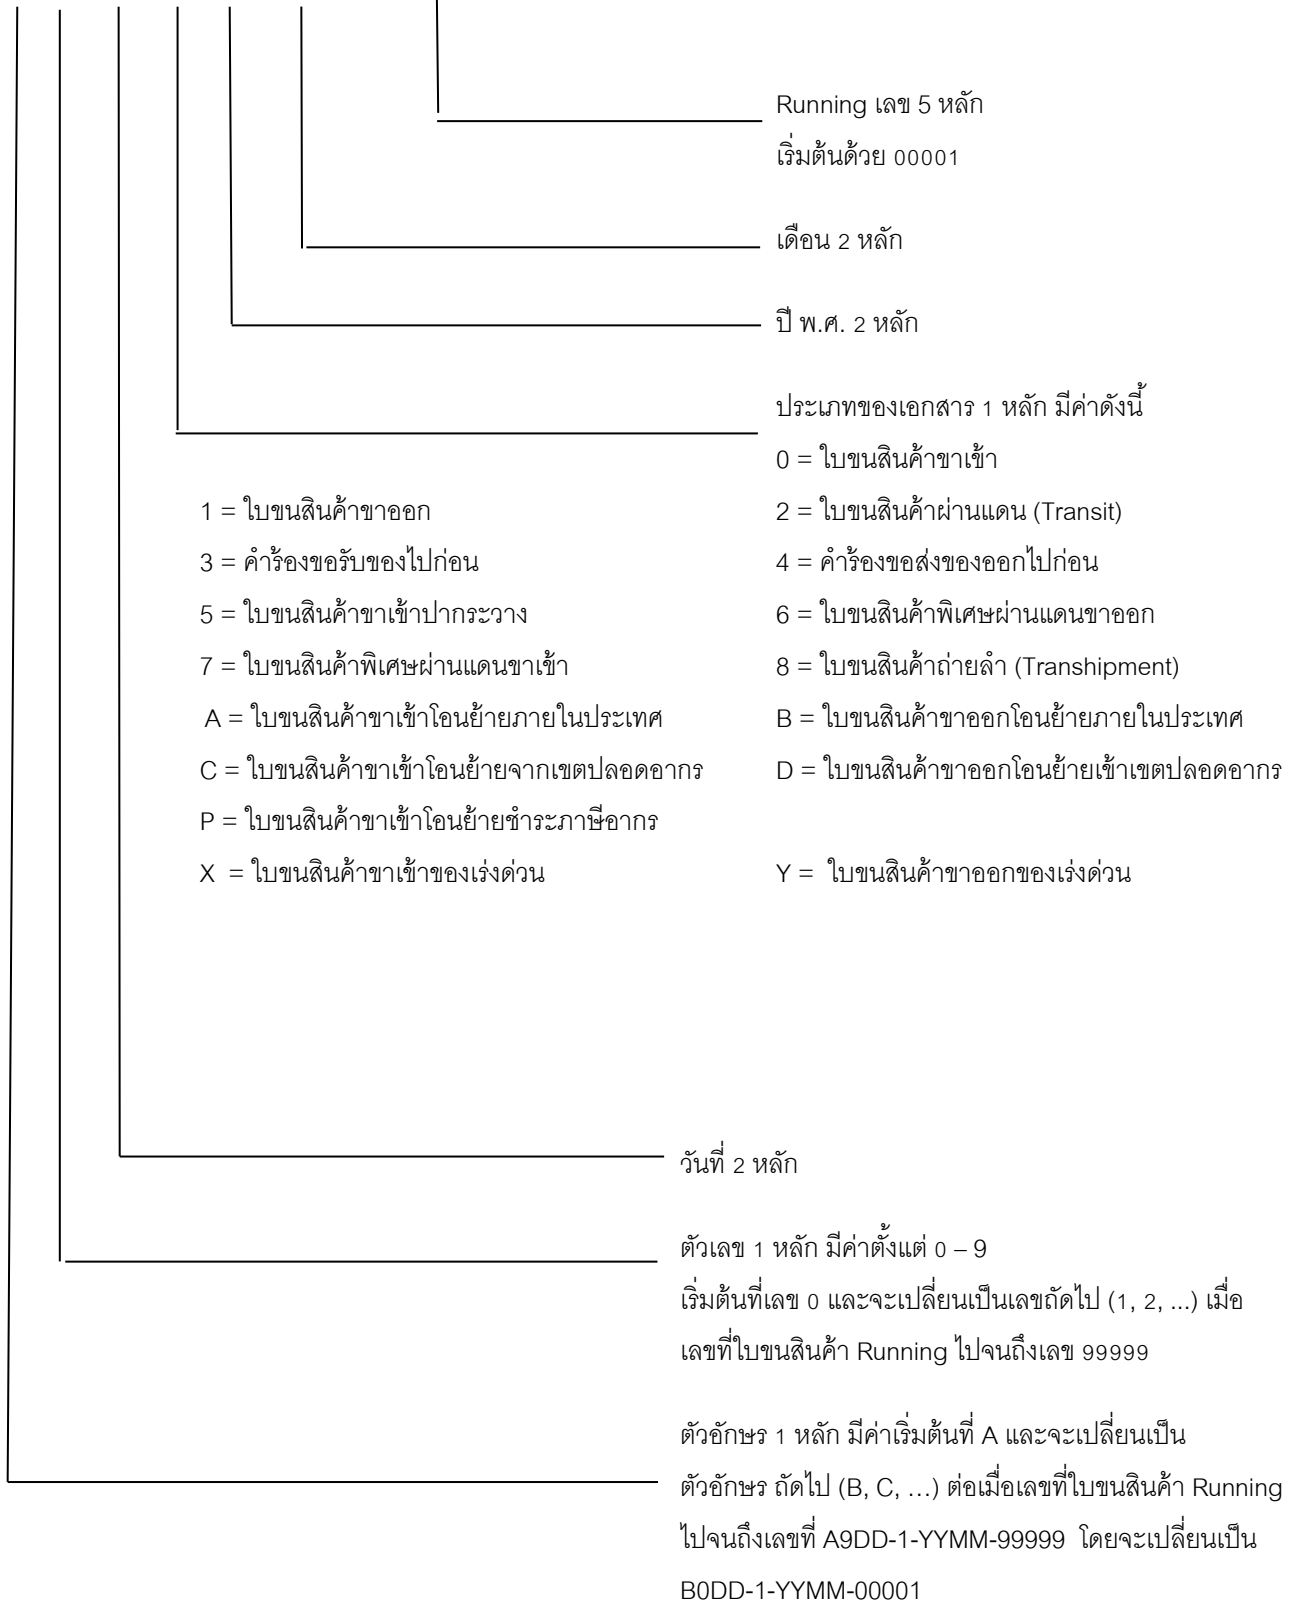 Running เลข 5 หลัก
เริ่มต้นด้วย 00001
เดือน 2 หลัก
ปี พ.ศ. 2 หลัก
ประเภทของเอกสาร 1 หลัก มีค่าดังนี้
0 = ใบขนสินค้าขาเข้า
1 = ใบขนสินค้าขาออก 2 = ใบขนสินค้าผ่านแดน (Transit)
3 = คำร้องขอรับของไปก่อน 4 = คำร้องขอส่งของออกไปก่อน
5 = ใบขนสินค้าขาเข้าปากระวาง 6 = ใบขนสินค้าพิเศษผ่านแดนขาออก
7 = ใบขนสินค้าพิเศษผ่านแดนขาเข้า 8 = ใบขนสินค้าถ่ายลำ (Transhipment)
A = ใบขนสินค้าขาเข้าโอนย้ายภายในประเทศ B = ใบขนสินค้าขาออกโอนย้ายภายในประเทศ
C = ใบขนสินค้าขาเข้าโอนย้ายจากเขตปลอดอากร D = ใบขนสินค้าขาออกโอนย้ายเข้าเขตปลอดอากร
P = ใบขนสินค้าขาเข้าโอนย้ายชำระภาษีอากร
X = ใบขนสินค้าขาเข้าของเร่งด่วน Y = ใบขนสินค้าขาออกของเร่งด่วน
วันที่ 2 หลัก
ตัวเลข 1 หลัก มีค่าตั้งแต่ 0 – 9
เริ่มต้นที่เลข 0 และจะเปลี่ยนเป็นเลขถัดไป (1, 2, ...) เมื่อ
เลขที่ใบขนสินค้า Running ไปจนถึงเลข 99999
ตัวอักษร 1 หลัก มีค่าเริ่มต้นที่ A และจะเปลี่ยนเป็น
ตัวอักษร ถัดไป (B, C, …) ต่อเมื่อเลขที่ใบขนสินค้า Running
ไปจนถึงเลขที่ A9DD-1-YYMM-99999 โดยจะเปลี่ยนเป็น
B0DD-1-YYMM-00001